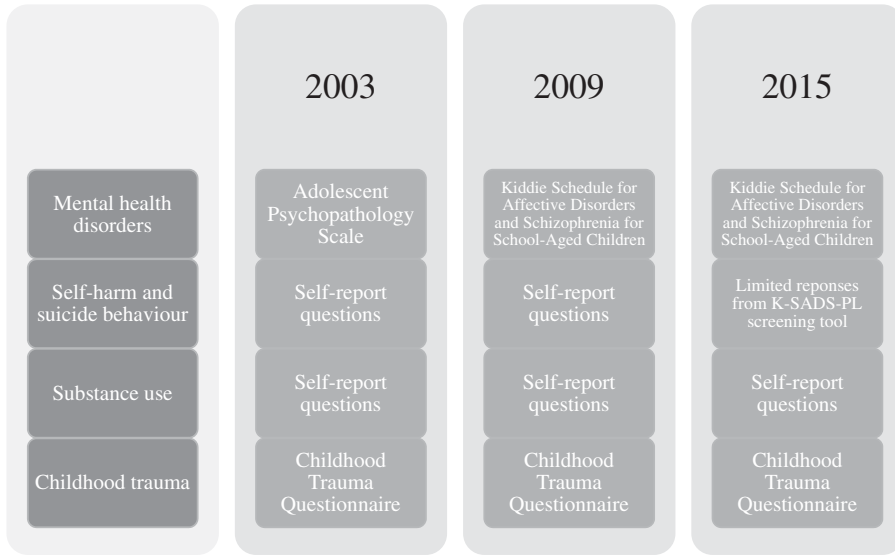 2003
2009
2015
Mental health
disorders
Adolescent
Psychopathology
Scale
Kiddie Schedule for
Affective Disorders
and Schizophrenia for
School-Aged Children
Kiddie Schedule for
Affective Disorders
and Schizophrenia for
School-Aged Children
Self-harm and
suicide behaviour
Self-report
questions
Self-report
questions
Limited reponses
from K-SADS-PL
screening tool
Substance use
Self-report
questions
Self-report
questions
Self-report
questions
Childhood trauma
Childhood
Trauma
Questionnaire
Childhood
Trauma
Questionnaire
Childhood
Trauma
Questionnaire